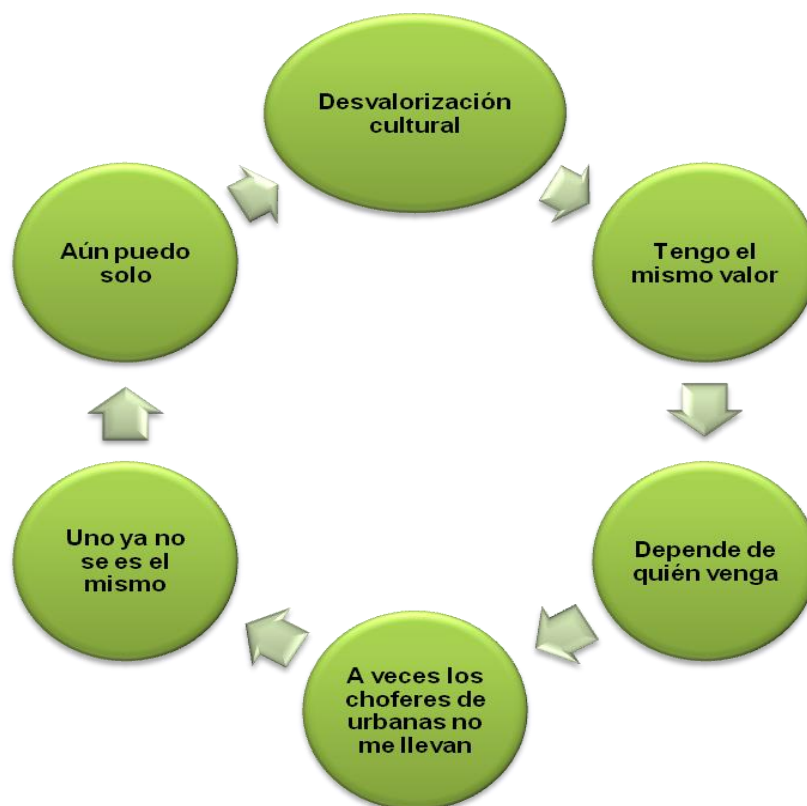 Desvalorización
cultural
Tengo el
mismo valor
Depende de
quién venga
A veces los
choferes de
urbanas no
me llevan
Uno ya no
se es el
mismo
Aún puedo
solo